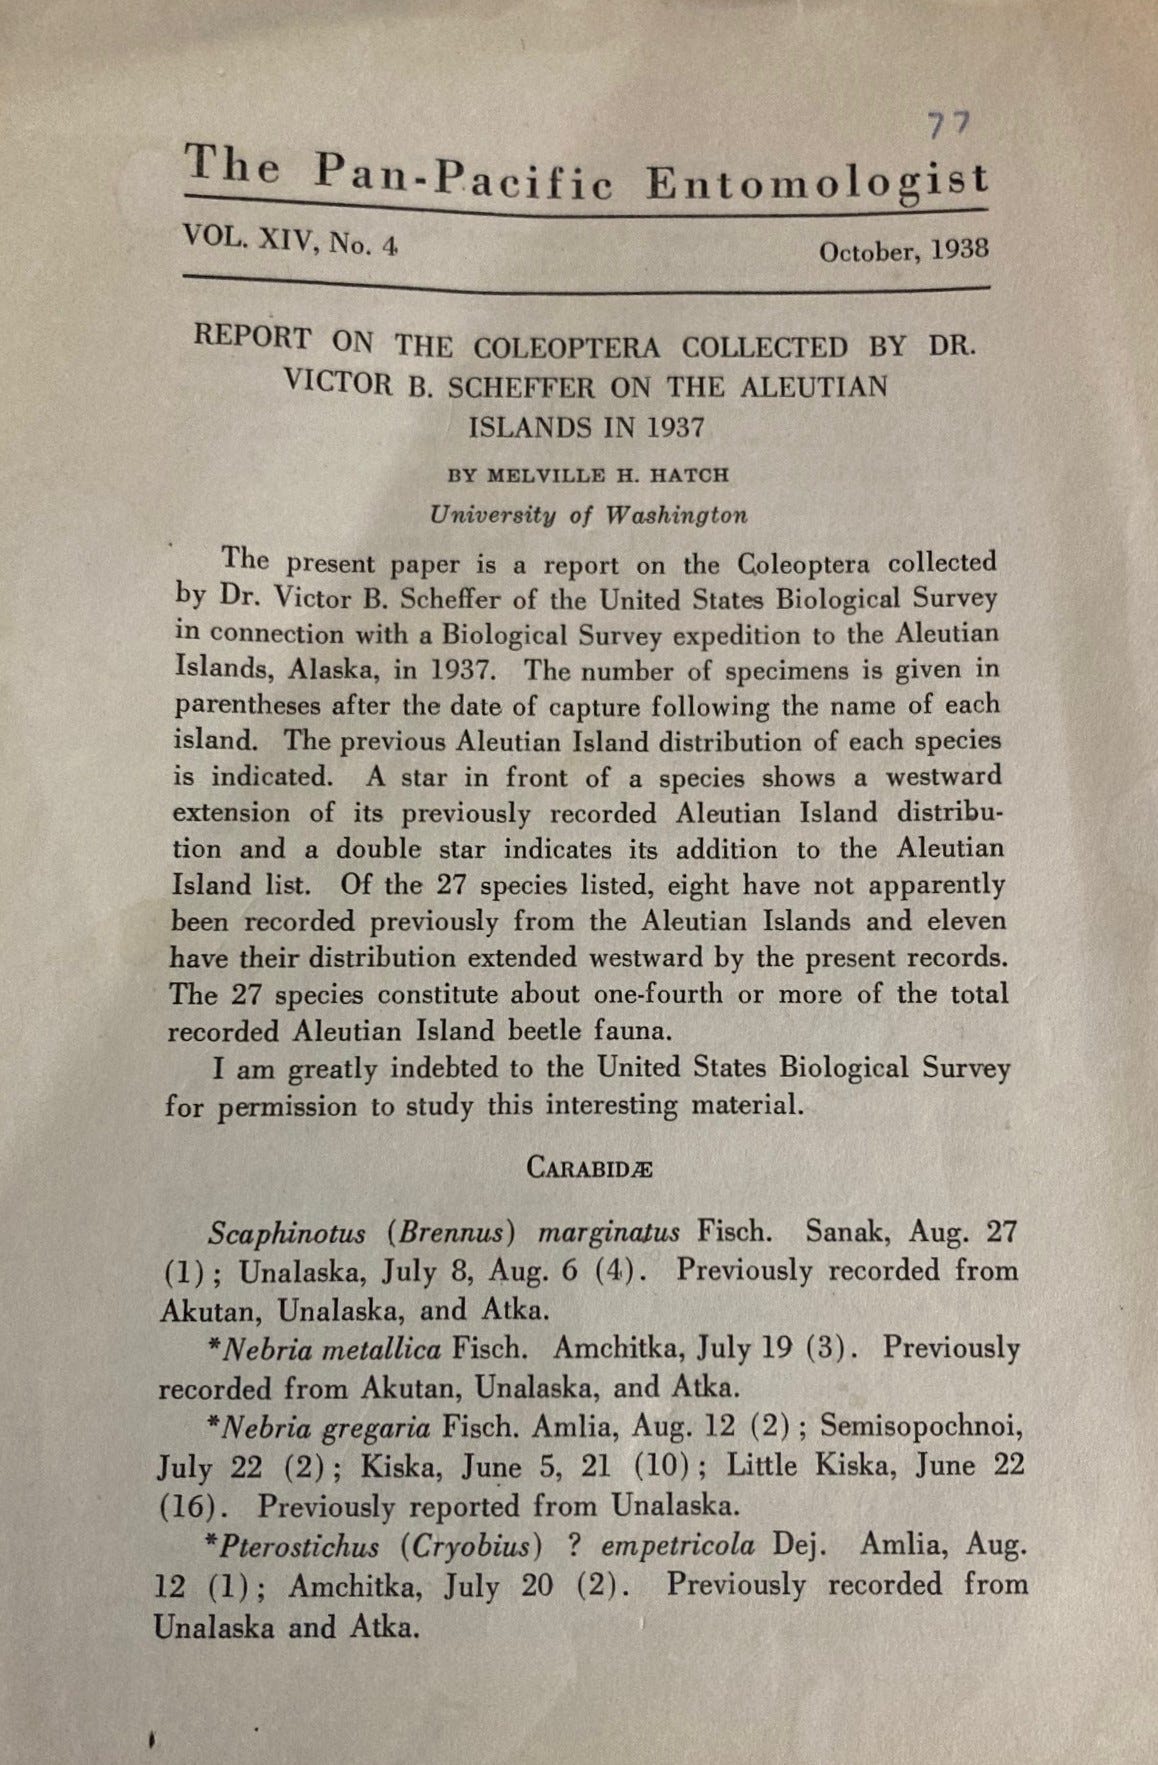 77
The Pan-Pacific Entomologist
VOL. XIV, No. 4 October, 1938
REPORT ON THE COLEOPTERA COLLECTED BY DR.
VICTOR B. SCHEFFER ON THE ALEUTIAN
ISLANDS IN 1937
BY MELVILLE H. HATCH
University of Washington
The present paper is a report on the Coleoptera collected
by Dr. Victor B. Scheffer of the United States Biological Survey
in connection with a Biological Survey expedition to the Aleutian
Islands, Alaska, in 1937. The number of specimens is given in
parentheses after the date of capture following the name of each
island. The previous Aleutian Island distribution of each species
is indicated. A star in front of a species shows a westward
extension of its previously recorded Aleutian Island distribu-
tion and a double star indicates its addition to the Aleutian
Island list. Of the 27 species listed, eight have not apparently
been recorded previously from the Aleutian Islands and eleven
have their distribution extended westward by the present records.
The 27 species constitute about one-fourth or more of the total
recorded Aleutian Island beetle fauna.
I am greatly indebted to the United States Biological Survey
for permission to study this interesting material.
CARABIDÆ
Scaphinotus (Brennus) marginatus Fisch. Sanak, Aug. 27
(1); Unalaska, July 8, Aug. 6 (4). Previously recorded from
Akutan, Unalaska, and Atka.
*Nebria metallica Fisch. Amchitka, July 19 (3). Previously
recorded from Akutan, Unalaska, and Atka.
*Nebria gregaria Fisch. Amlia, Aug. 12 (2); Semisopochnoi,
July 22 (2); Kiska, June 5, 21 (10); Little Kiska, June 22
(16). Previously reported from Unalaska.
*Pterostichus (Cryobius) ? empetricola Dej. Amlia, Aug.
12 (1); Amchitka, July 20 (2). Previously recorded from
Unalaska and Atka.